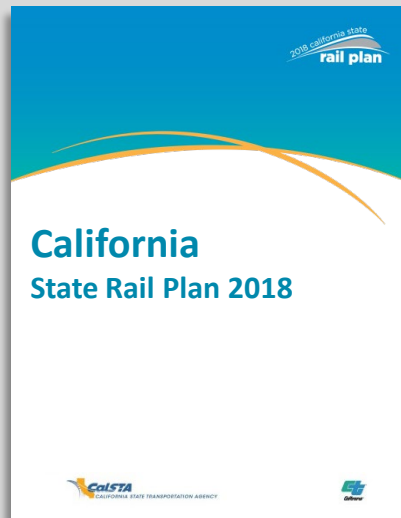 2018 california state
rail plan
California
State Rail Plan 2018
CalSTA
CALIFORNIA STATE TRANSPORTATION AGENCY
Caltrans